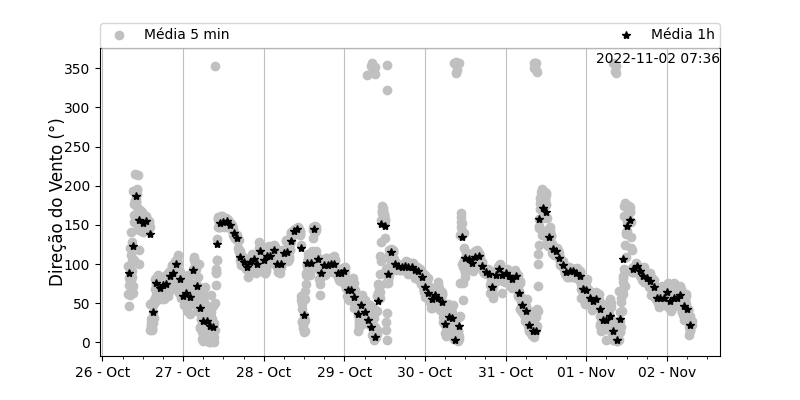 Média 5 min
Média 1h
2022-11-02 07:36
Direção do Vento (°)
350
300
250
200
150
100
50
0
26 - Oct
27 - Oct
28 - Oct
29 - Oct
30 - Oct
31 - Oct
01 - Nov
02 - Nov